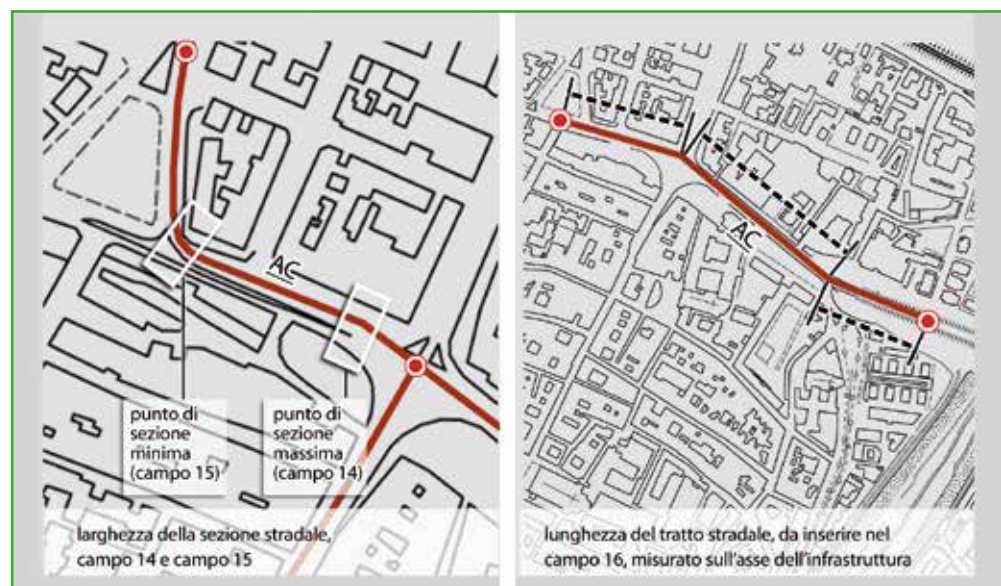 AC
punto di
sezione
minima
(campo 15)
punto di
sezione
massima
(campo 14)
larghezza della sezione stradale,
campo 14 e campo 15
AC
lunghezza del tratto stradale, da inserire nel
campo 16, misurato sull'asse dell'infrastruttura